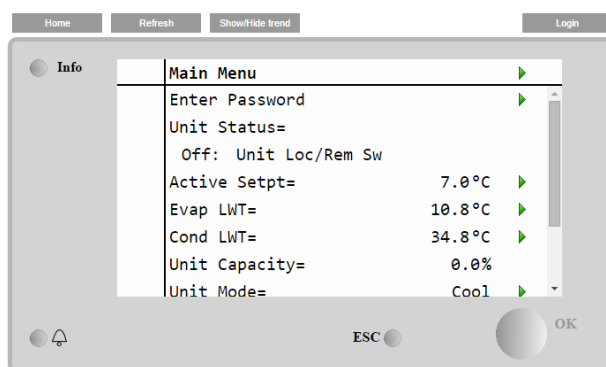 Home Refresh Show/Hide trend Login
Info
Main Menu
Enter Password
Unit Status=
Off: Unit Loc/Rem Sw
Active Setpt= 7.0°C
Evap LWT= 10.8°C
Cond LWT= 34.8°C
Unit Capacity= 0.0%
Unit Mode= Cool
ESC OK